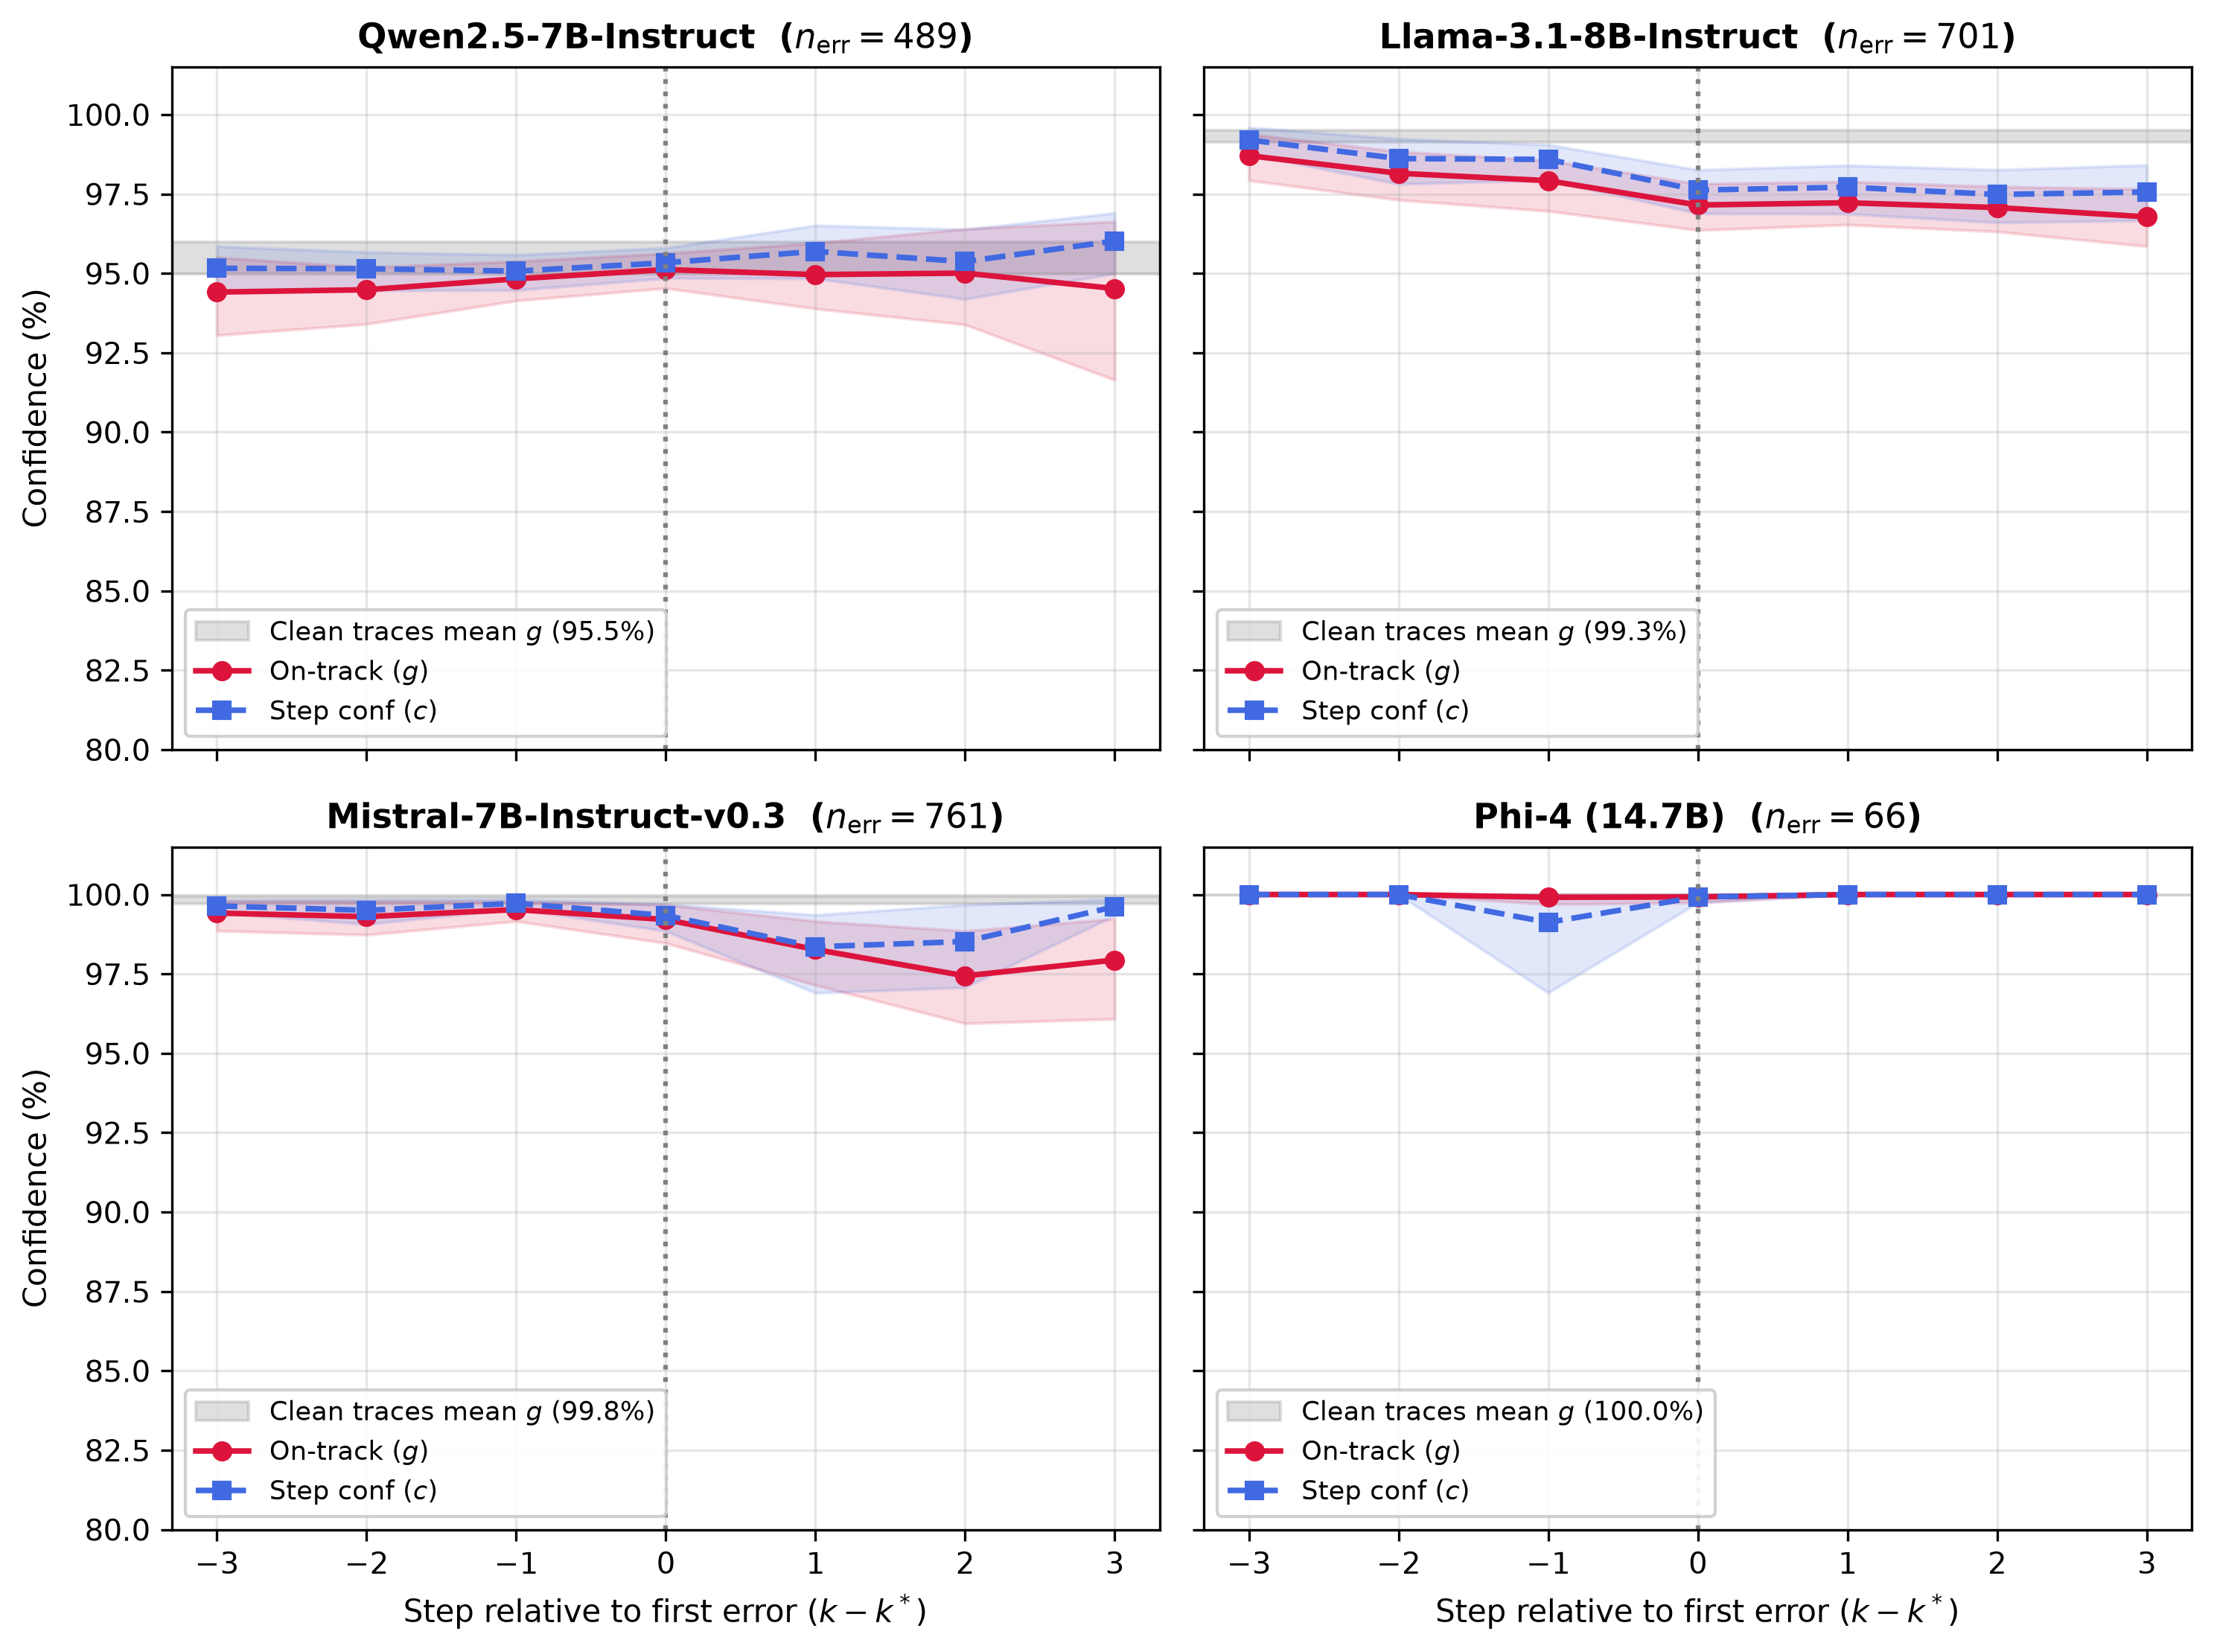 Qwen2.5-7B-Instruct (n_err = 489)
Llama-3.1-8B-Instruct (n_err = 701)
Confidence (%)
100.0
97.5
95.0
92.5
90.0
87.5
85.0
82.5
80.0
Clean traces mean g (95.5%)
On-track (g)
Step conf (c)
Clean traces mean g (99.3%)
On-track (g)
Step conf (c)
Mistral-7B-Instruct-v0.3 (n_err = 761)
Phi-4 (14.7B) (n_err = 66)
Confidence (%)
100.0
97.5
95.0
92.5
90.0
87.5
85.0
82.5
80.0
Clean traces mean g (99.8%)
On-track (g)
Step conf (c)
Clean traces mean g (100.0%)
On-track (g)
Step conf (c)
−3 −2 −1 0 1 2 3
−3 −2 −1 0 1 2 3
Step relative to first error (k − k*)
Step relative to first error (k − k*)